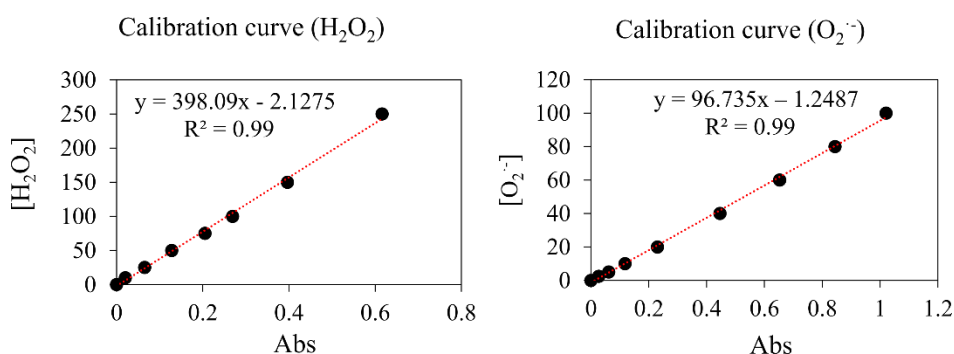 Calibration curve (H₂O₂)
300
250
200
150
100
50
0
[H₂O₂]
y = 398.09x - 2.1275
R² = 0.99
0 0.2 0.4 0.6 0.8
Abs
Calibration curve (O₂˙⁻)
120
100
80
60
40
20
0
[O₂˙⁻]
y = 96.735x – 1.2487
R² = 0.99
0 0.2 0.4 0.6 0.8 1 1.2
Abs